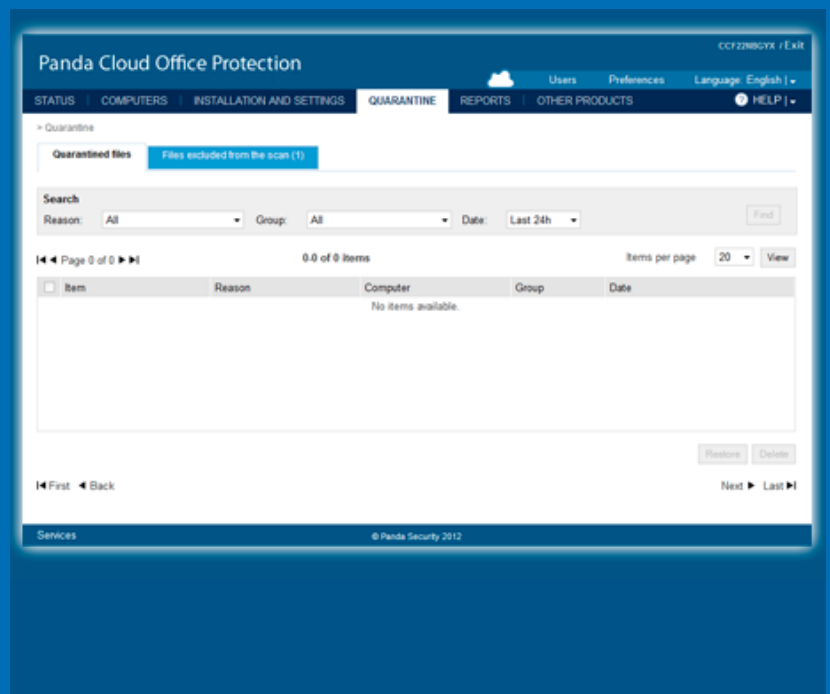 CCF22NBGYX / Exit
Panda Cloud Office Protection
Users Preferences Language: English |
STATUS | COMPUTERS | INSTALLATION AND SETTINGS QUARANTINE REPORTS | OTHER PRODUCTS ? HELP |
> Quarantine
Quarantined files Files excluded from the scan (1)
Search
Reason: All Group: All Date: Last 24h Find
Page 0 of 0 0-0 of 0 items Items per page 20 View
Item Reason Computer Group Date
No items available.
Restore Delete
First Back Next Last
Services © Panda Security 2012